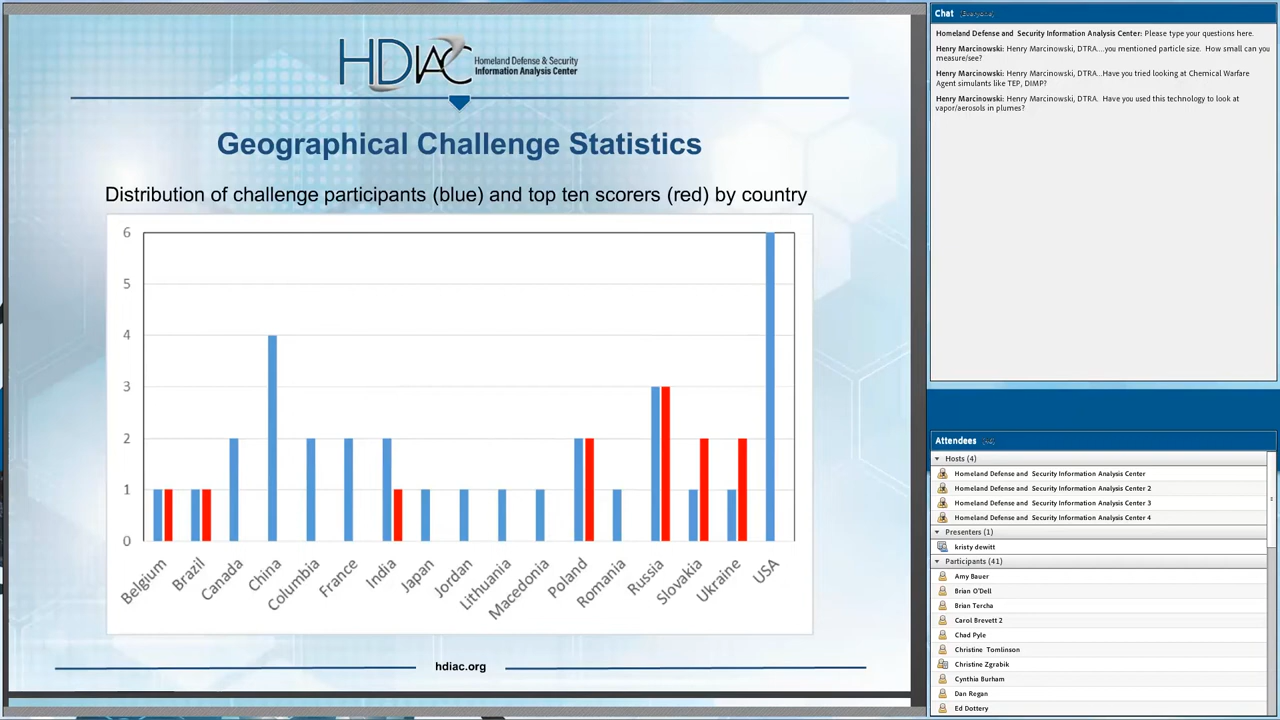 HDIAC Homeland Defense & Security
Information Analysis Center
Geographical Challenge Statistics
Distribution of challenge participants (blue) and top ten scorers (red) by country
6
5
4
3
2
1
0
Belgium
Brazil
Canada
China
Columbia
France
India
Japan
Jordan
Lithuania
Macedonia
Poland
Romania
Russia
Slovakia
Ukraine
USA
hdiac.org
Chat (Everyone)
Homeland Defense and Security Information Analysis Center: Please type your questions here.
Henry Marcinowski: Henry Marcinowski, DTRA....you mentioned particle size. How small can you
measure/see?
Henry Marcinowski: Henry Marcinowski, DTRA...Have you tried looking at Chemical Warfare
Agent simulants like TEP, DIMP?
Henry Marcinowski: Henry Marcinowski, DTRA. Have you used this technology to look at
vapor/aerosols in plumes?
Attendees
Hosts (4)
Homeland Defense and Security Information Analysis Center
Homeland Defense and Security Information Analysis Center 2
Homeland Defense and Security Information Analysis Center 3
Homeland Defense and Security Information Analysis Center 4
Presenters (1)
kristy dewitt
Participants (41)
Amy Bauer
Brian O'Dell
Brian Tercha
Carol Brevett 2
Chad Pyle
Christine Tomlinson
Christine Zgrabik
Cynthia Burham
Dan Regan
Ed Dottery